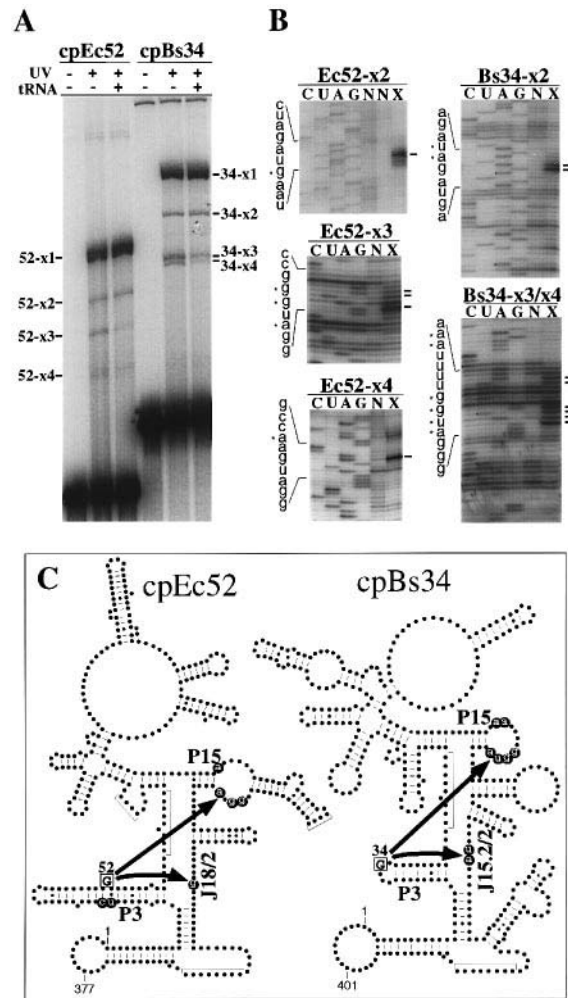 A
cpEc52 cpBs34
UV - + + - + +
tRNA - - + - - +
34-x1
34-x2
34-x3
34-x4
52-x1
52-x2
52-x3
52-x4
B
Ec52-x2
C U A G N N X
c
u
a
g
a
u
g
a
a
u
Ec52-x3
C U A G N X
c
c
g
g
g
u
a
g
g
Ec52-x4
C U A G N X
g
c
c
a
a
g
u
a
g
g
Bs34-x2
C U A G N X
Bs34-x3/x4
C U A G N X
a
a
a
u
u
u
g
g
u
a
g
g
C
cpEc52
P15
52
G
P3
J18/2
1
377
cpBs34
P15
34
G
P3
J15.2/2
1
401